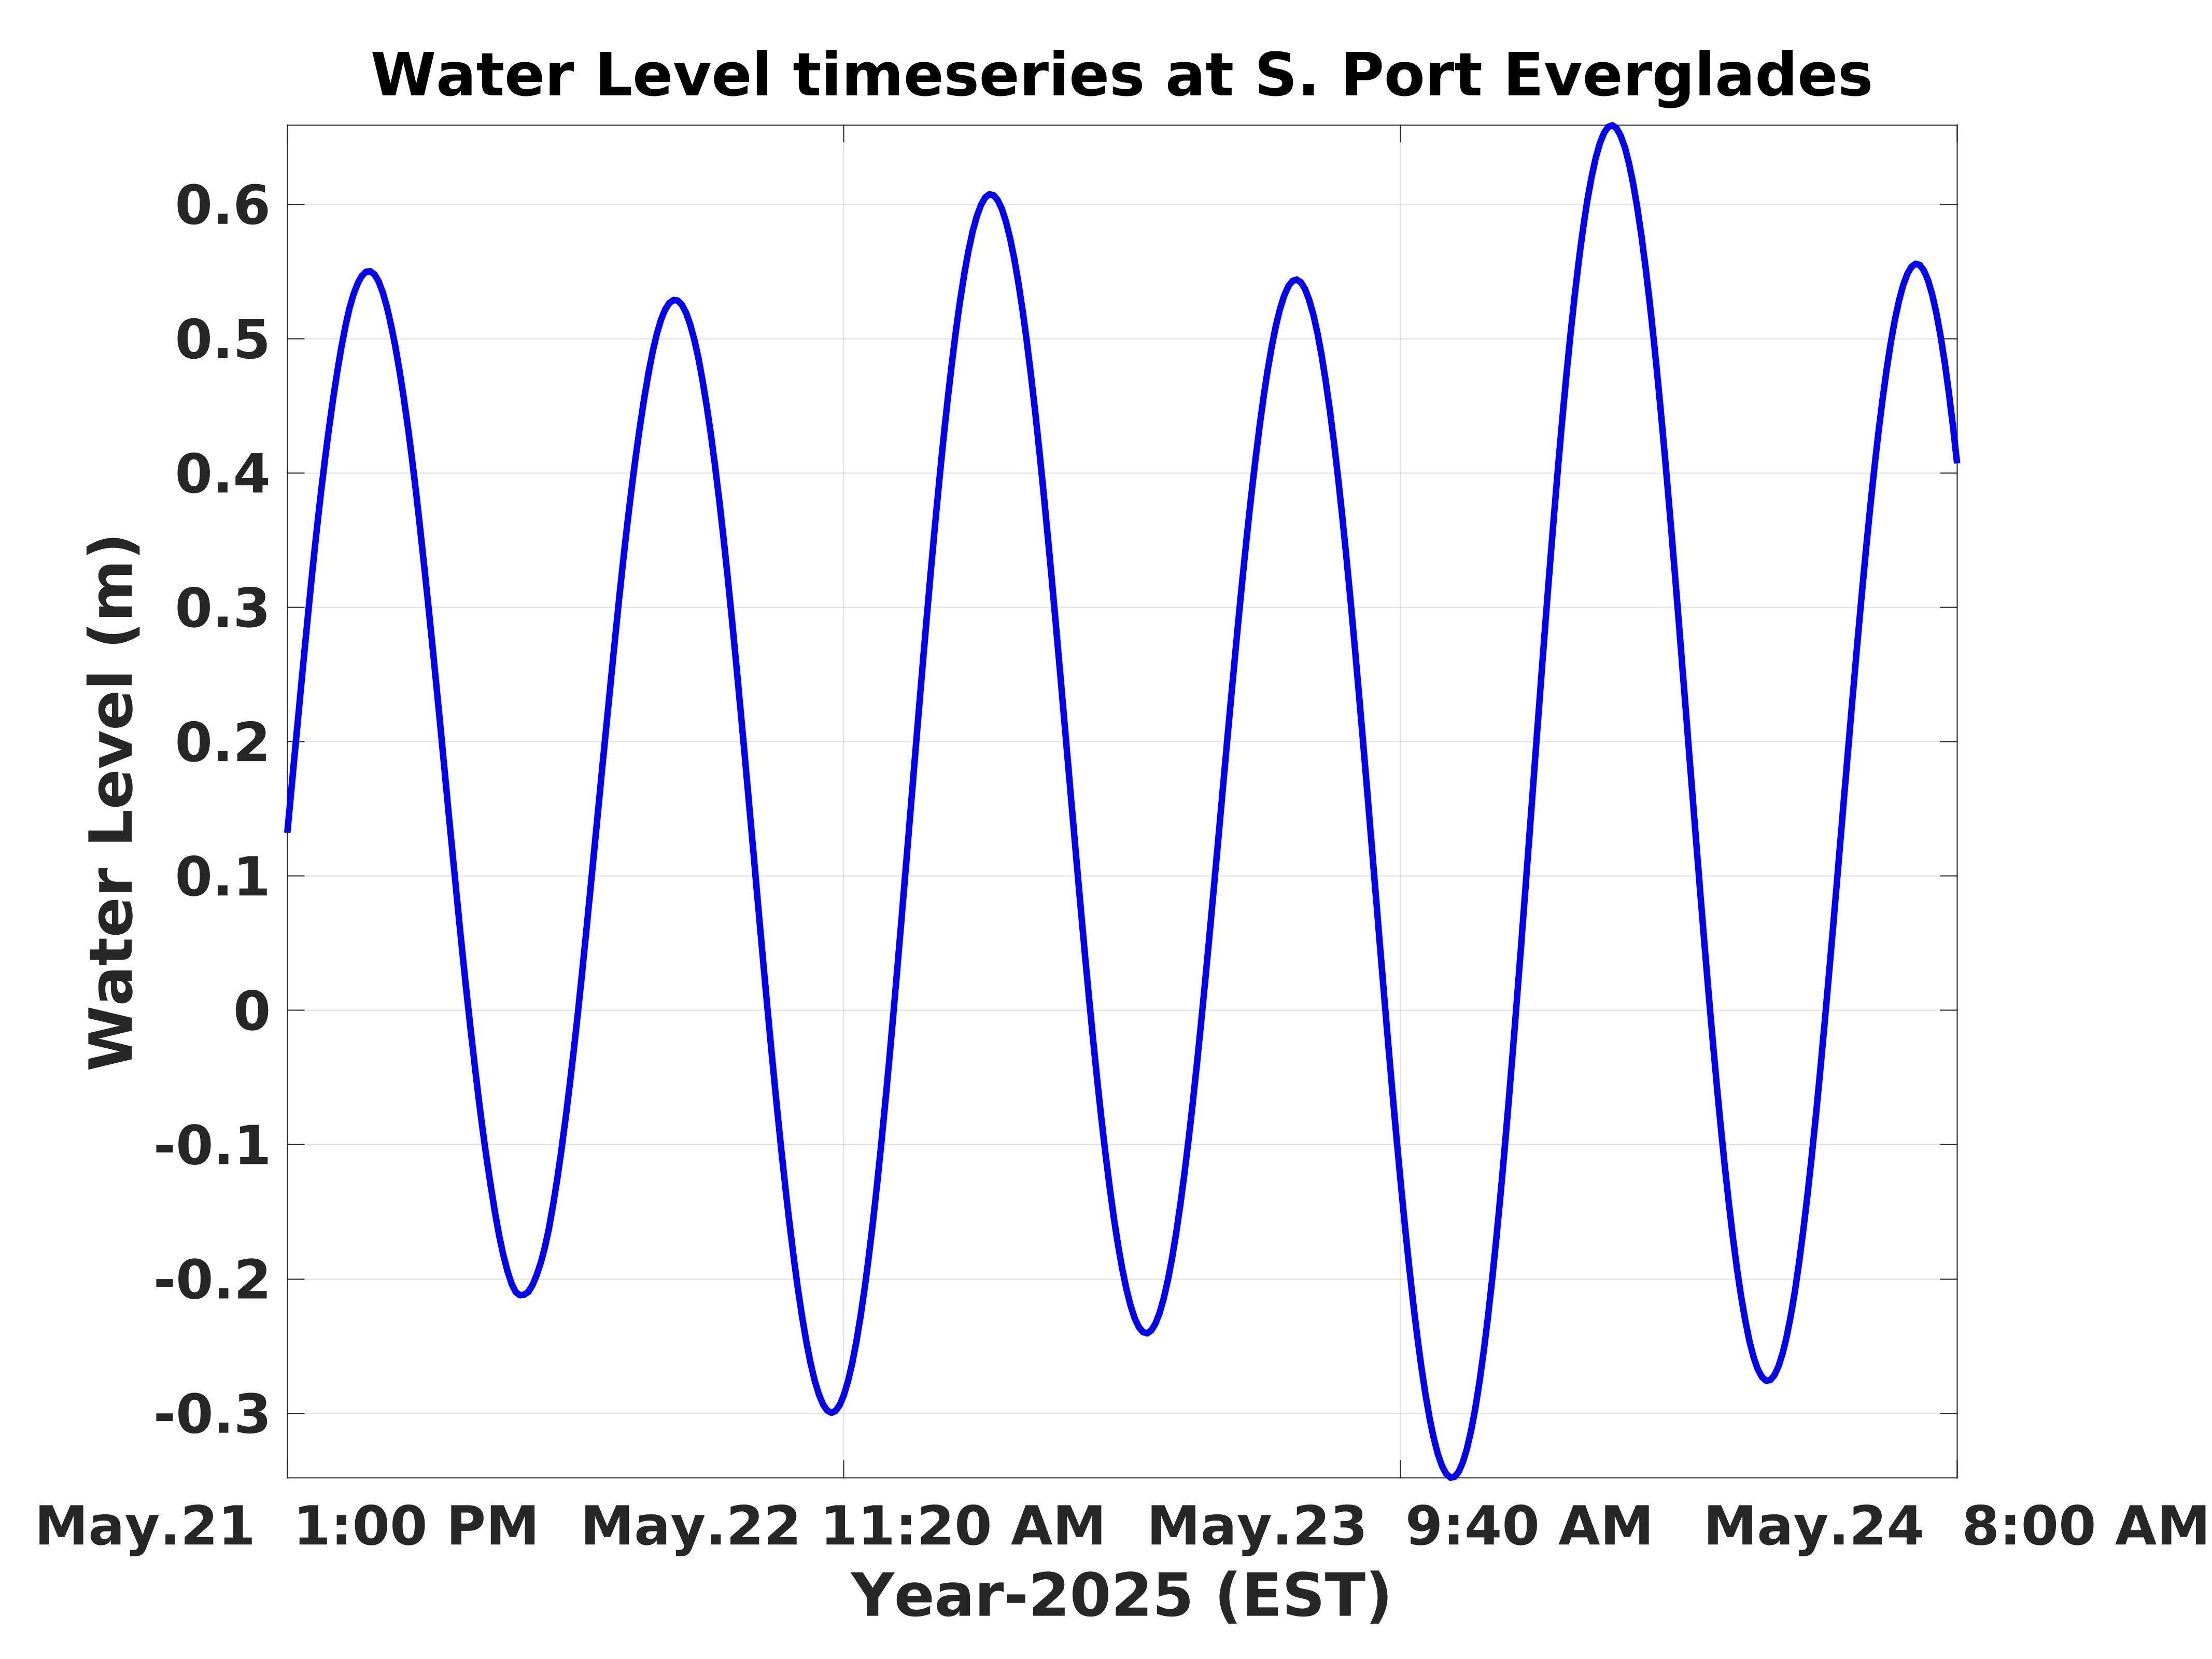 Water Level timeseries at S. Port Everglades
Water Level (m)
0.6
0.5
0.4
0.3
0.2
0.1
0
-0.1
-0.2
-0.3
May.21 1:00 PM May.22 11:20 AM May.23 9:40 AM May.24 8:00 AM
Year-2025 (EST)